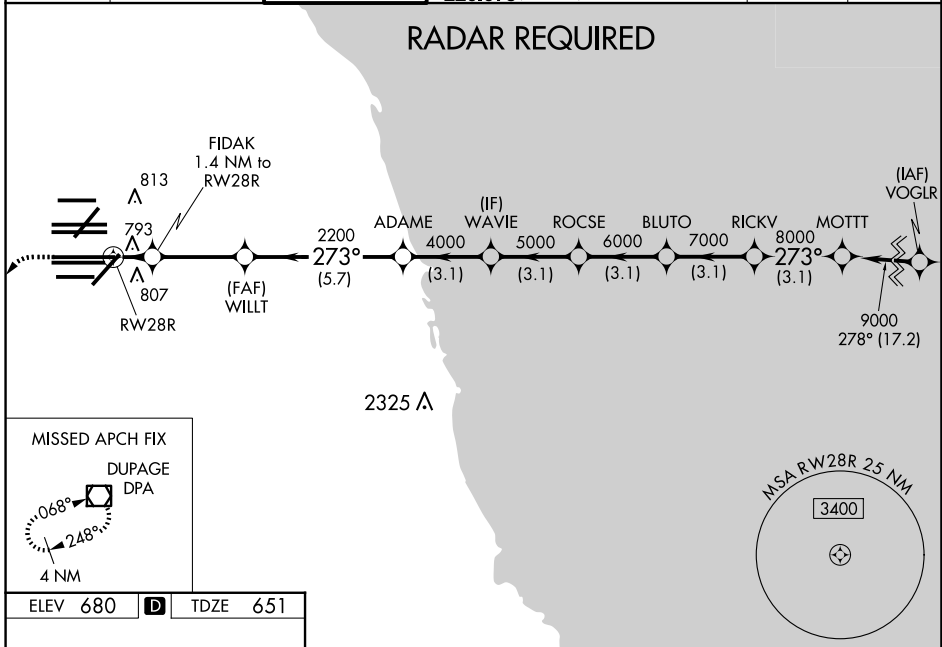 RADAR REQUIRED
FIDAK
1.4 NM to
RW28R
813
793
807
RW28R
(FAF)
WILLT
2200
273°
(5.7)
ADAME
4000
(3.1)
(IF)
WAVIE
5000
(3.1)
ROCSE
6000
(3.1)
BLUTO
7000
(3.1)
RICKV
8000
273°
(3.1)
MOTTT
(IAF)
VOGLR
9000
278° (17.2)
2325
MISSED APCH FIX
DUPAGE
DPA
068°
248°
4 NM
MSA RW28R 25 NM
3400
ELEV 680 D TDZE 651